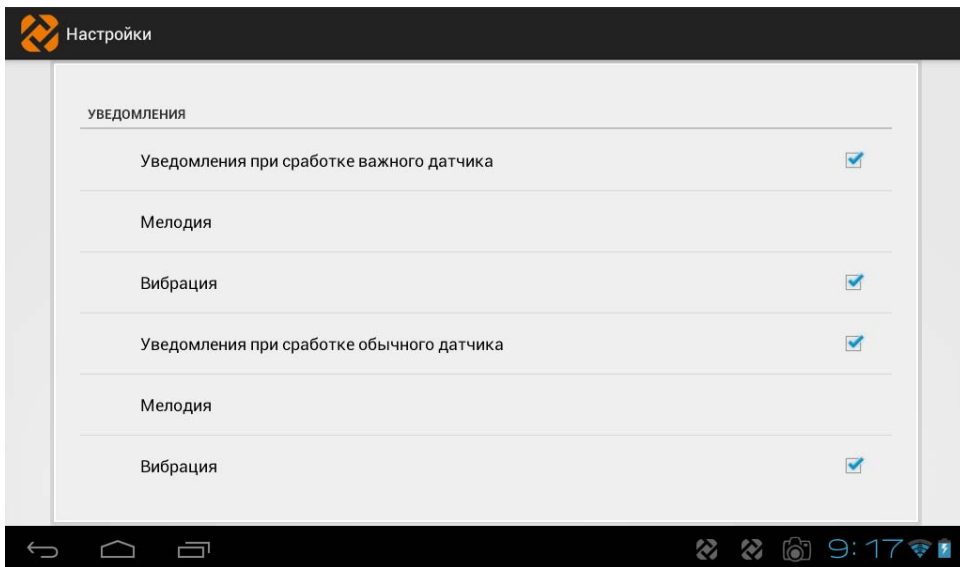 Настройки
УВЕДОМЛЕНИЯ
Уведомления при сработке важного датчика
Мелодия
Вибрация
Уведомления при сработке обычного датчика
Мелодия
Вибрация
9:17